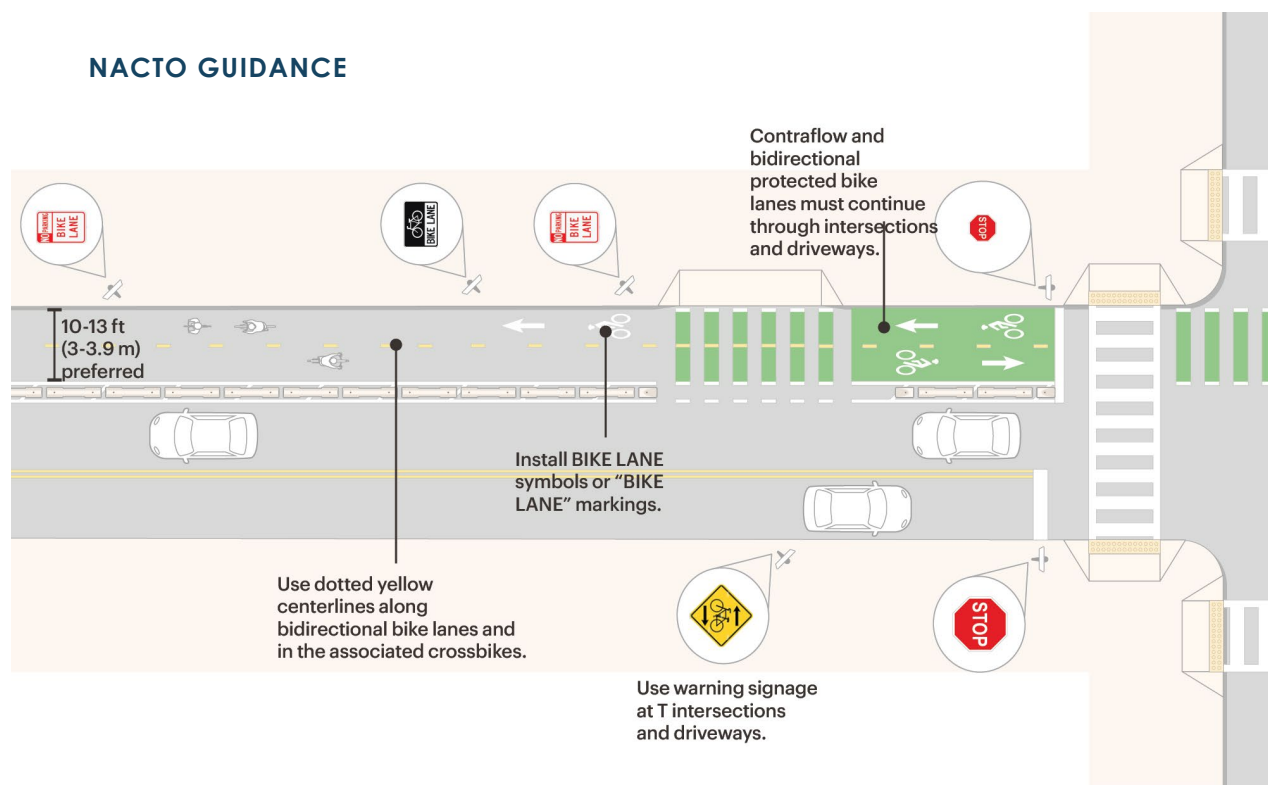 NACTO GUIDANCE
Contraflow and
bidirectional
protected bike
lanes must continue
through intersections
and driveways.
NO PARKING
BIKE
LANE
BIKE LANE
NO PARKING
BIKE
LANE
STOP
10-13 ft
(3-3.9 m)
preferred
Install BIKE LANE
symbols or “BIKE
LANE” markings.
Use dotted yellow
centerlines along
bidirectional bike lanes and
in the associated crossbikes.
STOP
Use warning signage
at T intersections
and driveways.